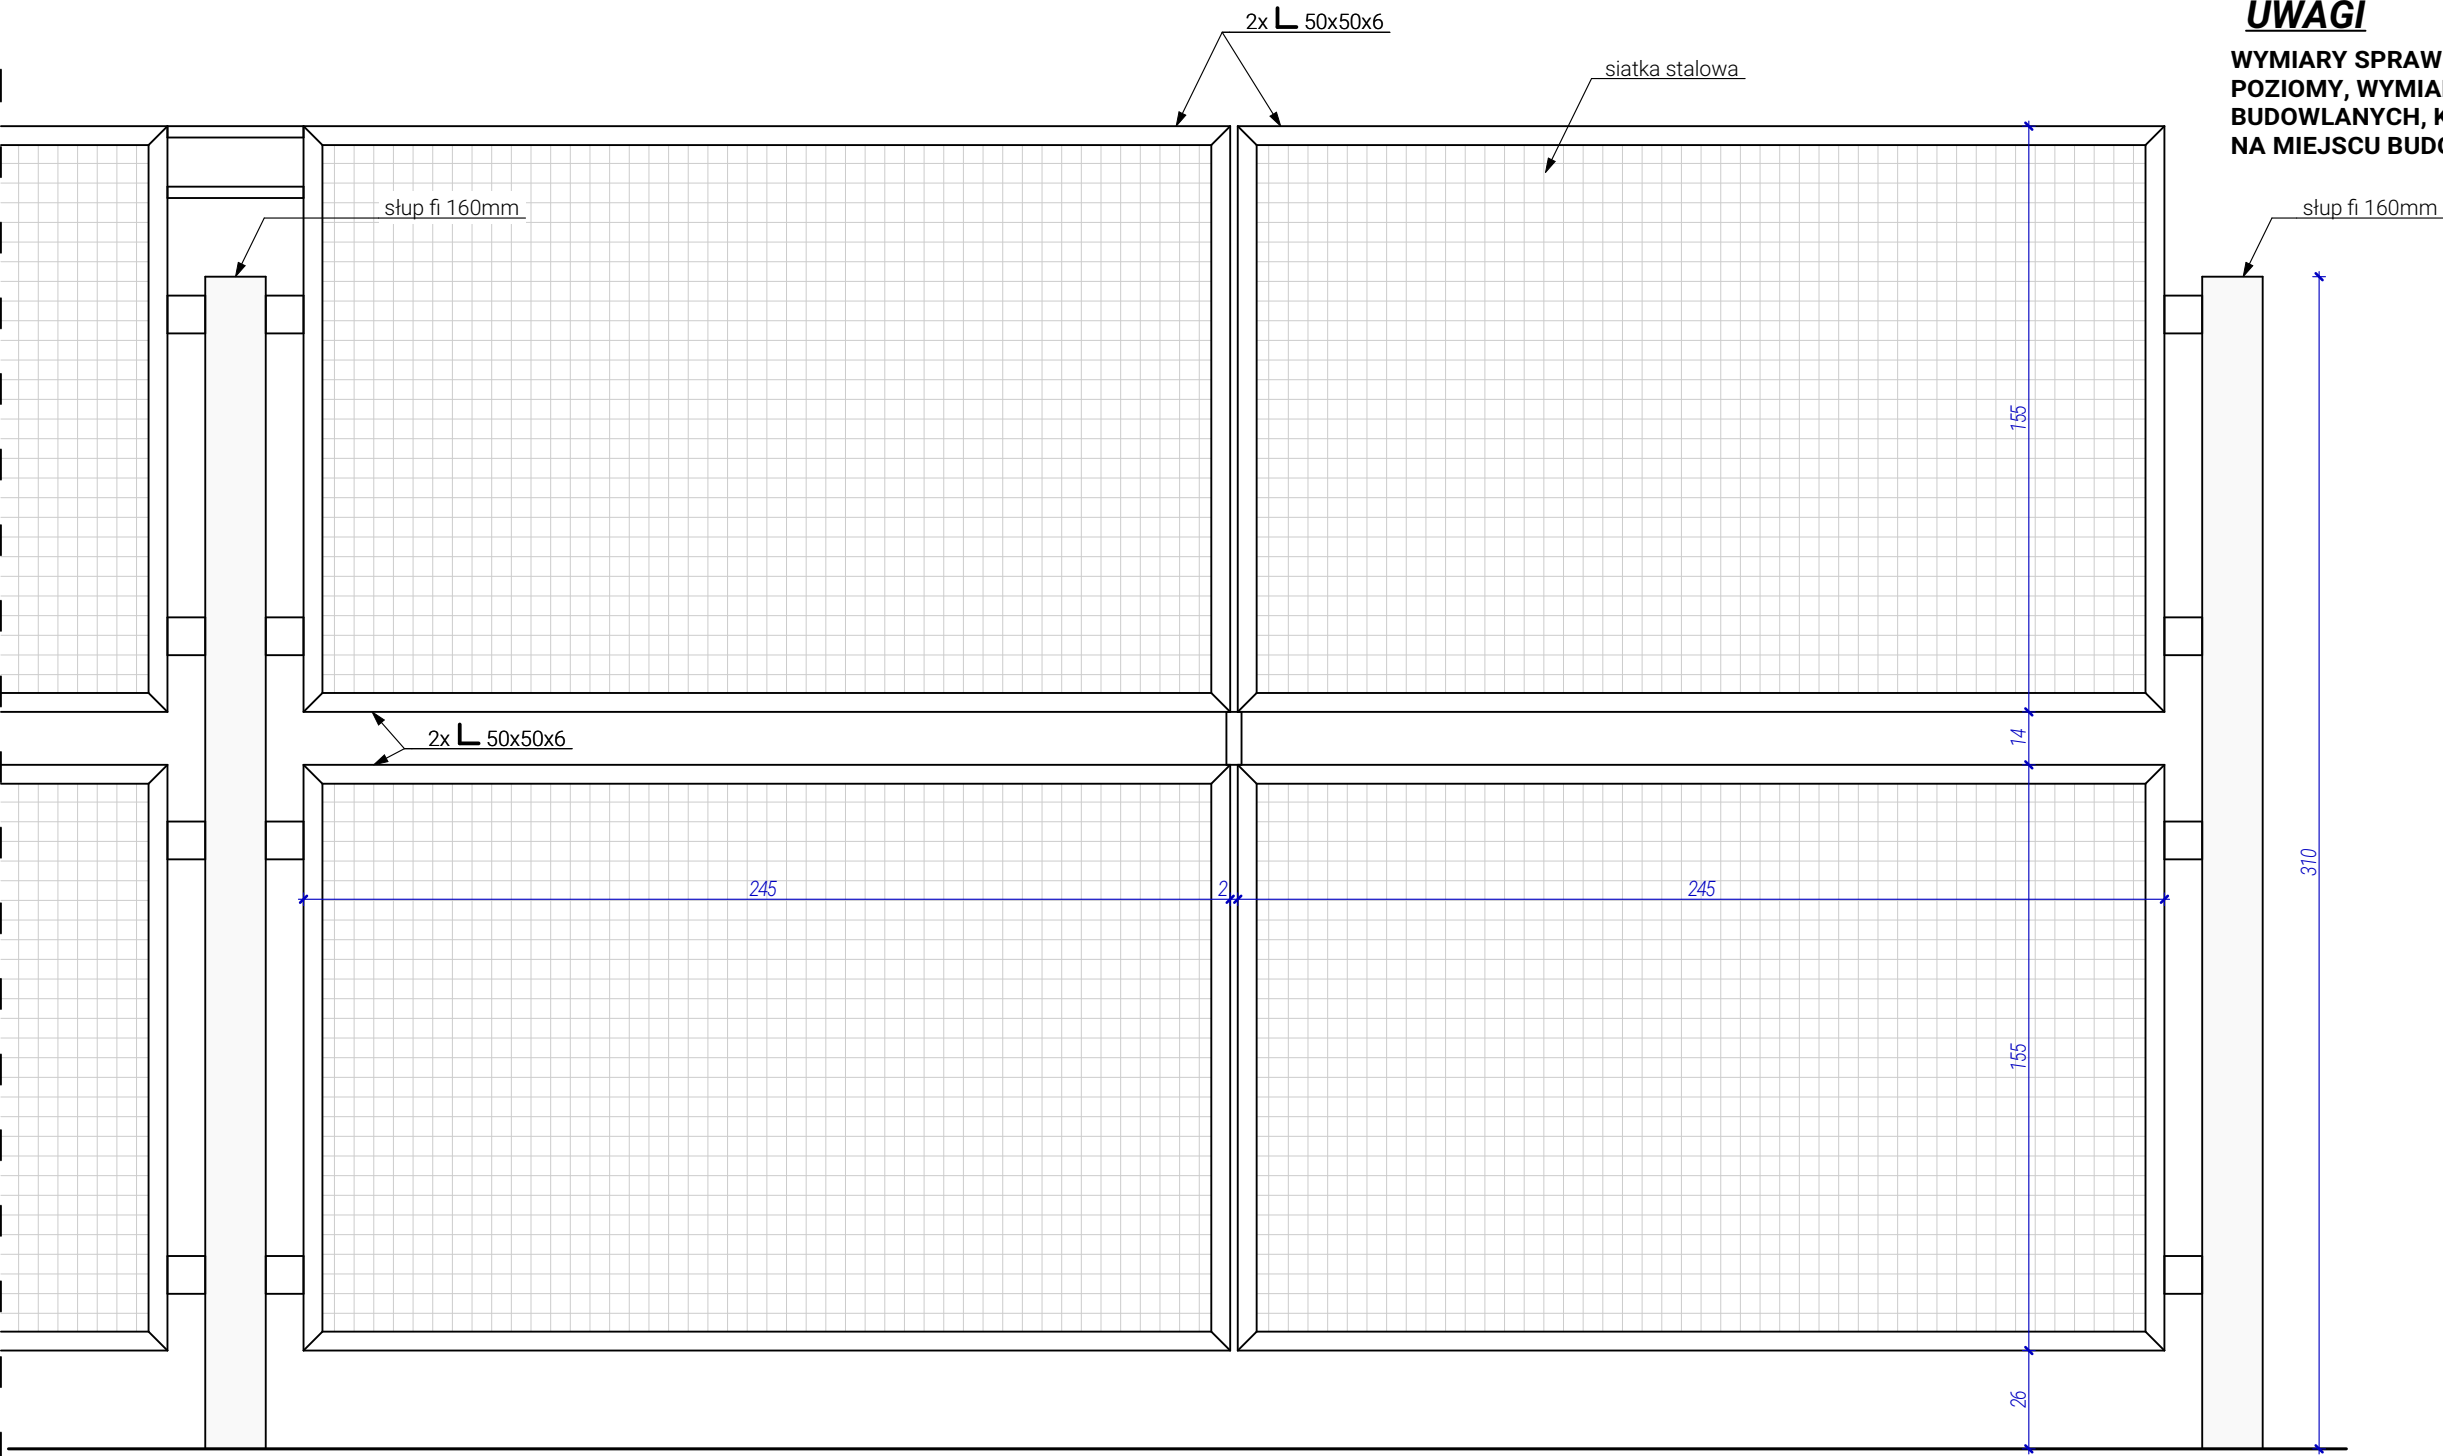 2x L 50x50x6
UWAGI
siatka stalowa
WYMIARY SPRAW
POZIOMY, WYMIA
BUDOWLANYCH, K
NA MIEJSCU BUD
słup fi 160mm
słup fi 160mm
155
2x L 50x50x6
14
310
245
2
245
155
26